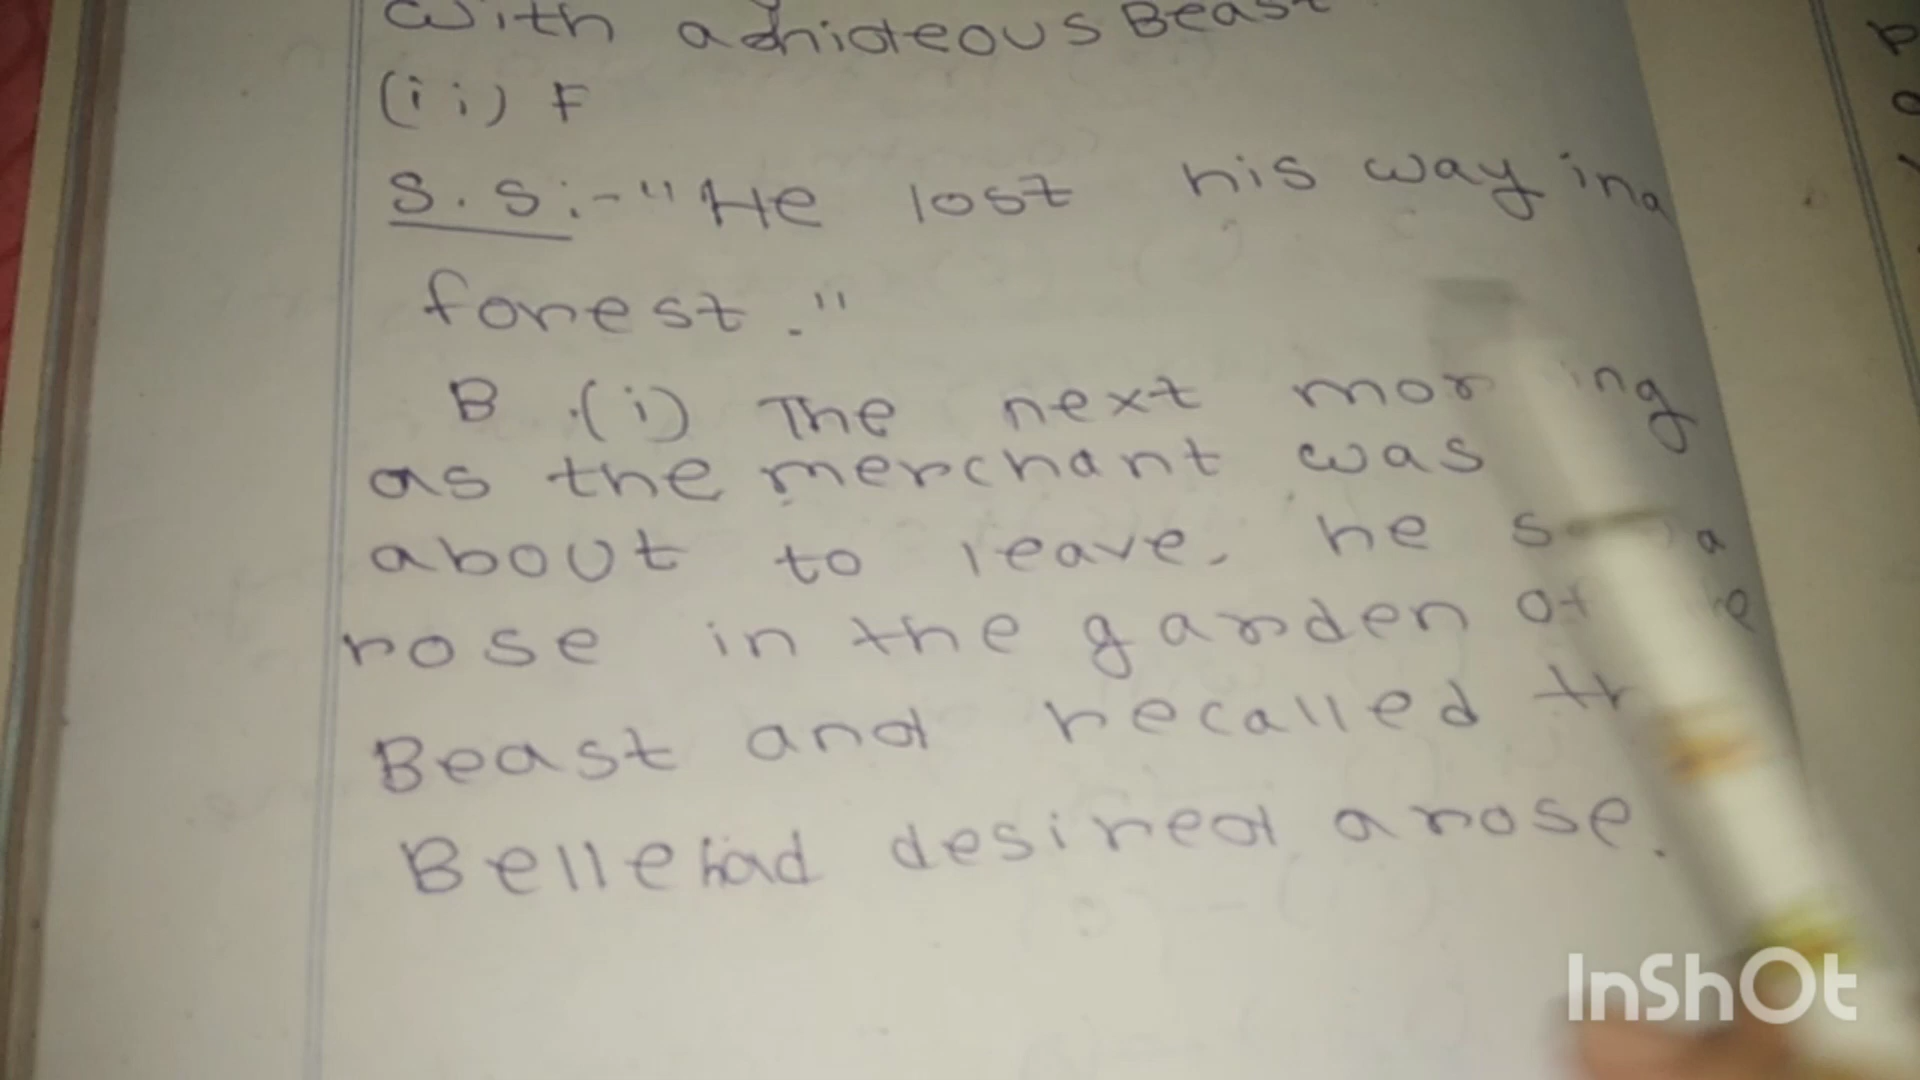 with a hideous Beast
(ii) F
S.S:-"He lost his way in a
forest."
B .(i) The next morning
as the merchant was
about to leave, he a
rose in the garden of
Beast and recalled
Belle had desired a rose.
InShOt